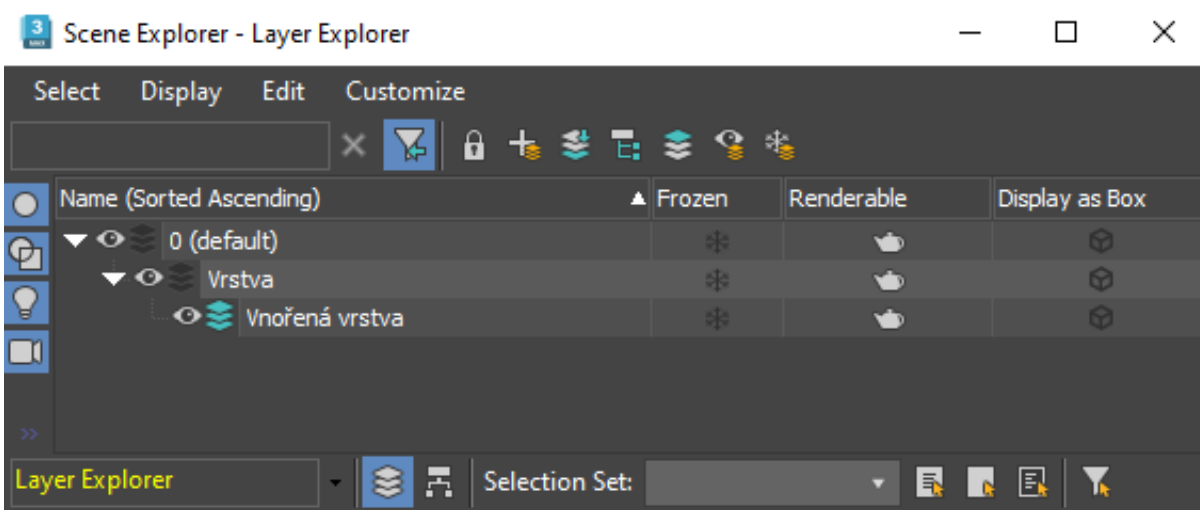 3
Scene Explorer - Layer Explorer
Select Display Edit Customize
Name (Sorted Ascending) Frozen Renderable Display as Box
0 (default)
Vrstva
Vnořená vrstva
Layer Explorer Selection Set: